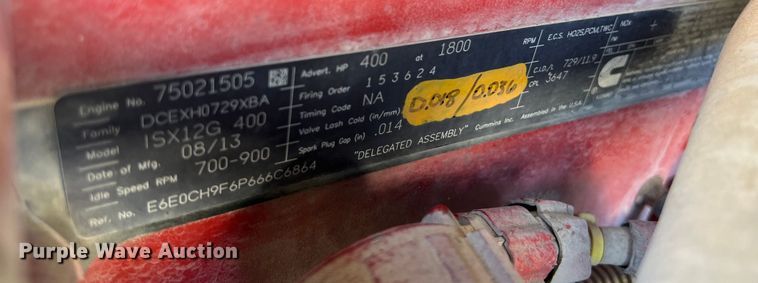 Engine No. 75021505
Family DCEXH0729XBA
Model ISX12G 400
Date of Mfg. 08/13
Idle Speed RPM 700-900
Ref. No. E6E0CH9F6P666C6864
Advert. HP 400 at 1800
Firing Order 153624
Timing Code NA
Valve Lash Cold (in/mm)
0.018/0.036
Spark Plug Gap (in) .014
"DELEGATED ASSEMBLY" Cummins Inc. Assembled in the U.S.A.
RPM E.C.S. HO2S,PCM,TWC
NOx
PM
C.I.D/L 729/11.9
CPL 3647
Purple Wave Auction